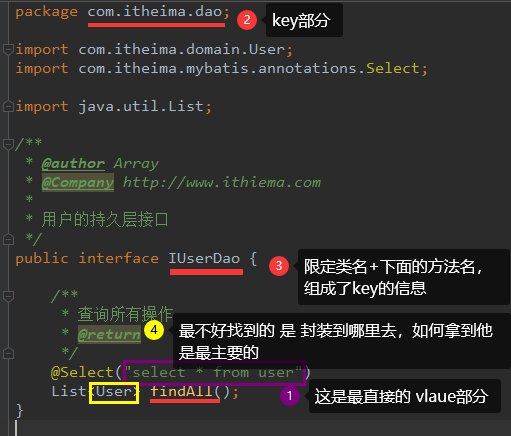 package com.itheima.dao;
2 key部分
import com.itheima.domain.User;
import com.itheima.mybatis.annotations.Select;
import java.util.List;
/**
* @author Array
* @Company http://www.ithiema.com
*
* 用户的持久层接口
*/
public interface IUserDao {
3 限定类名+下面的方法名，
组成了key的信息
/**
* 查询所有操作
* @return
4 最不好找到的 是 封装到哪里去，如何拿到他
是最主要的
*/
@Select("select * from user")
List<User> findAll();
1 这是最直接的 vlaue部分
}